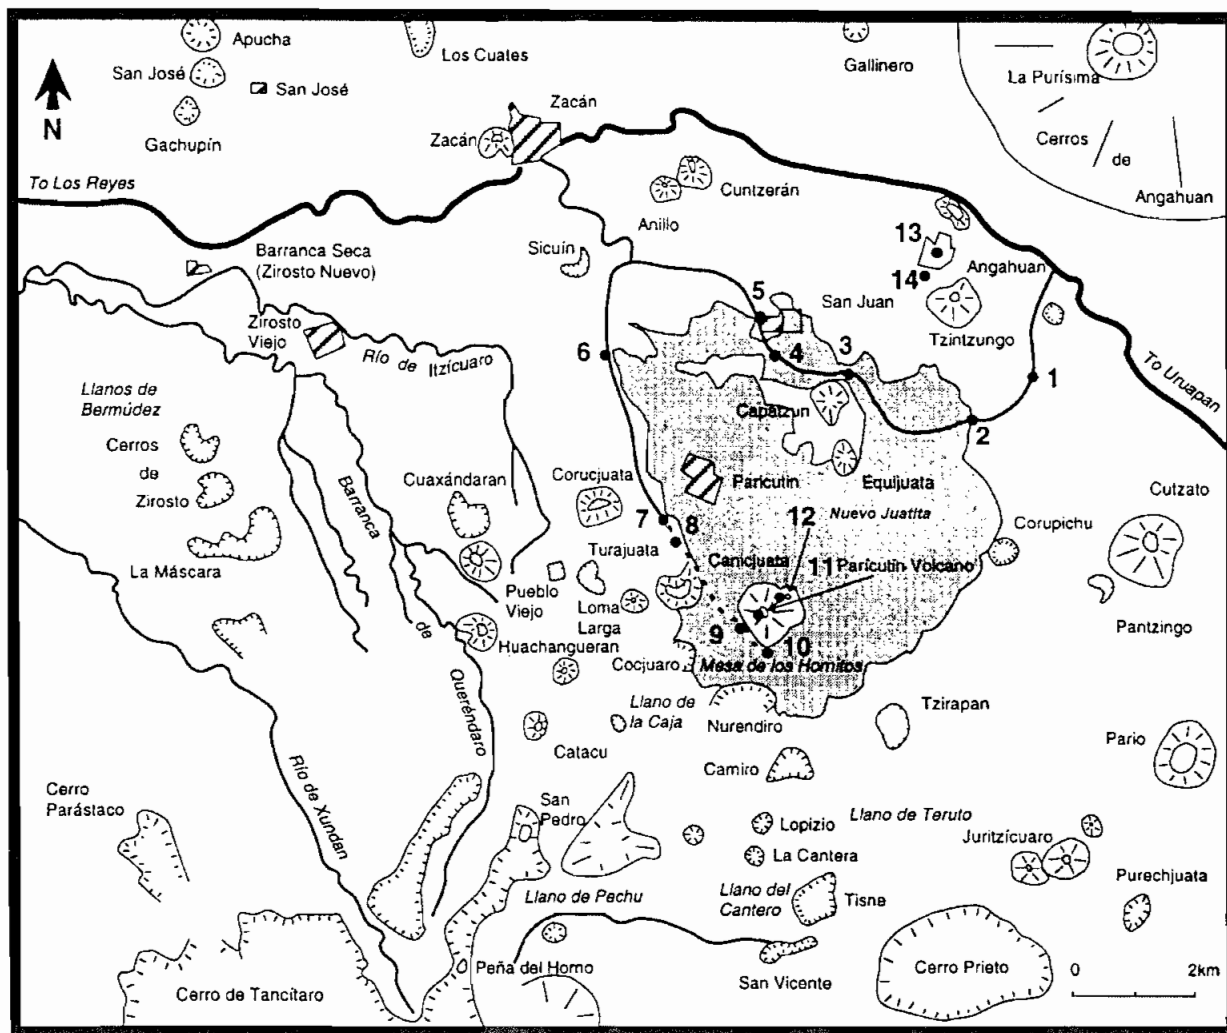 Apucha
Los Cuates
Gallinero
La Purísima
San José
San José
Zacán
N
Gachupín
Zacán
Cerros
de
Angahuan
To Los Reyes
Cuntzerán
Anillo
13
Barranca Seca
(Zirosto Nuevo)
Sicuín
Angahuan
14
5
San Juan
Zirosto
Viejo
Río de Itzícuaro
6
4
3
Tzintzungo
1
To Uruapan
Llanos de
Bermúdez
Capatzun
2
Cerros
de
Zirosto
Barranca
de
Queréndaro
Cuaxándaran
Corucjuata
Paricutin
Equijuata
Cutzato
7
8
12
Nuevo Juatita
Corupichu
La Máscara
Turajuata
Canicjuata
11
Parícutin Volcano
Pueblo
Viejo
Loma
Larga
Pantzingo
Huachangueran
9
10
Cocjuaro
Mesa de los Hornitos
Llano de
la Caja
Nurendiro
Tzirapan
Catacu
Pario
Cerro
Parástaco
Río de Xundan
Camiro
San
Pedro
Lopizio
Llano de Teruto
Juritzícuaro
La Cantera
Purechjuata
Llano de Pechu
Llano del
Cantero
Tisne
Peña del Horno
Cerro de Tancítaro
San Vicente
Cerro Prieto
0 2km